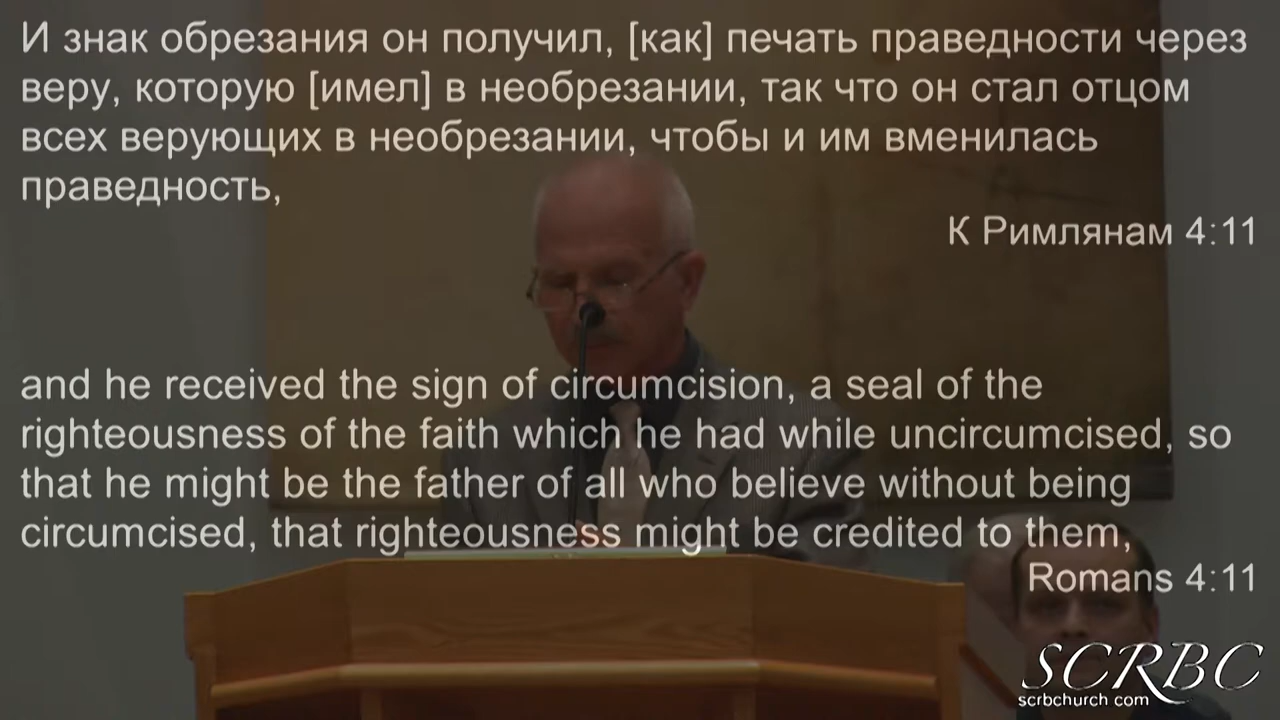 И знак обрезания он получил, [как] печать праведности через
веру, которую [имел] в необрезании, так что он стал отцом
всех верующих в необрезании, чтобы и им вменилась
праведность,
К Римлянам 4:11
and he received the sign of circumcision, a seal of the
righteousness of the faith which he had while uncircumcised, so
that he might be the father of all who believe without being
circumcised, that righteousness might be credited to them,
Romans 4:11
SCRBC
scrbchurch com